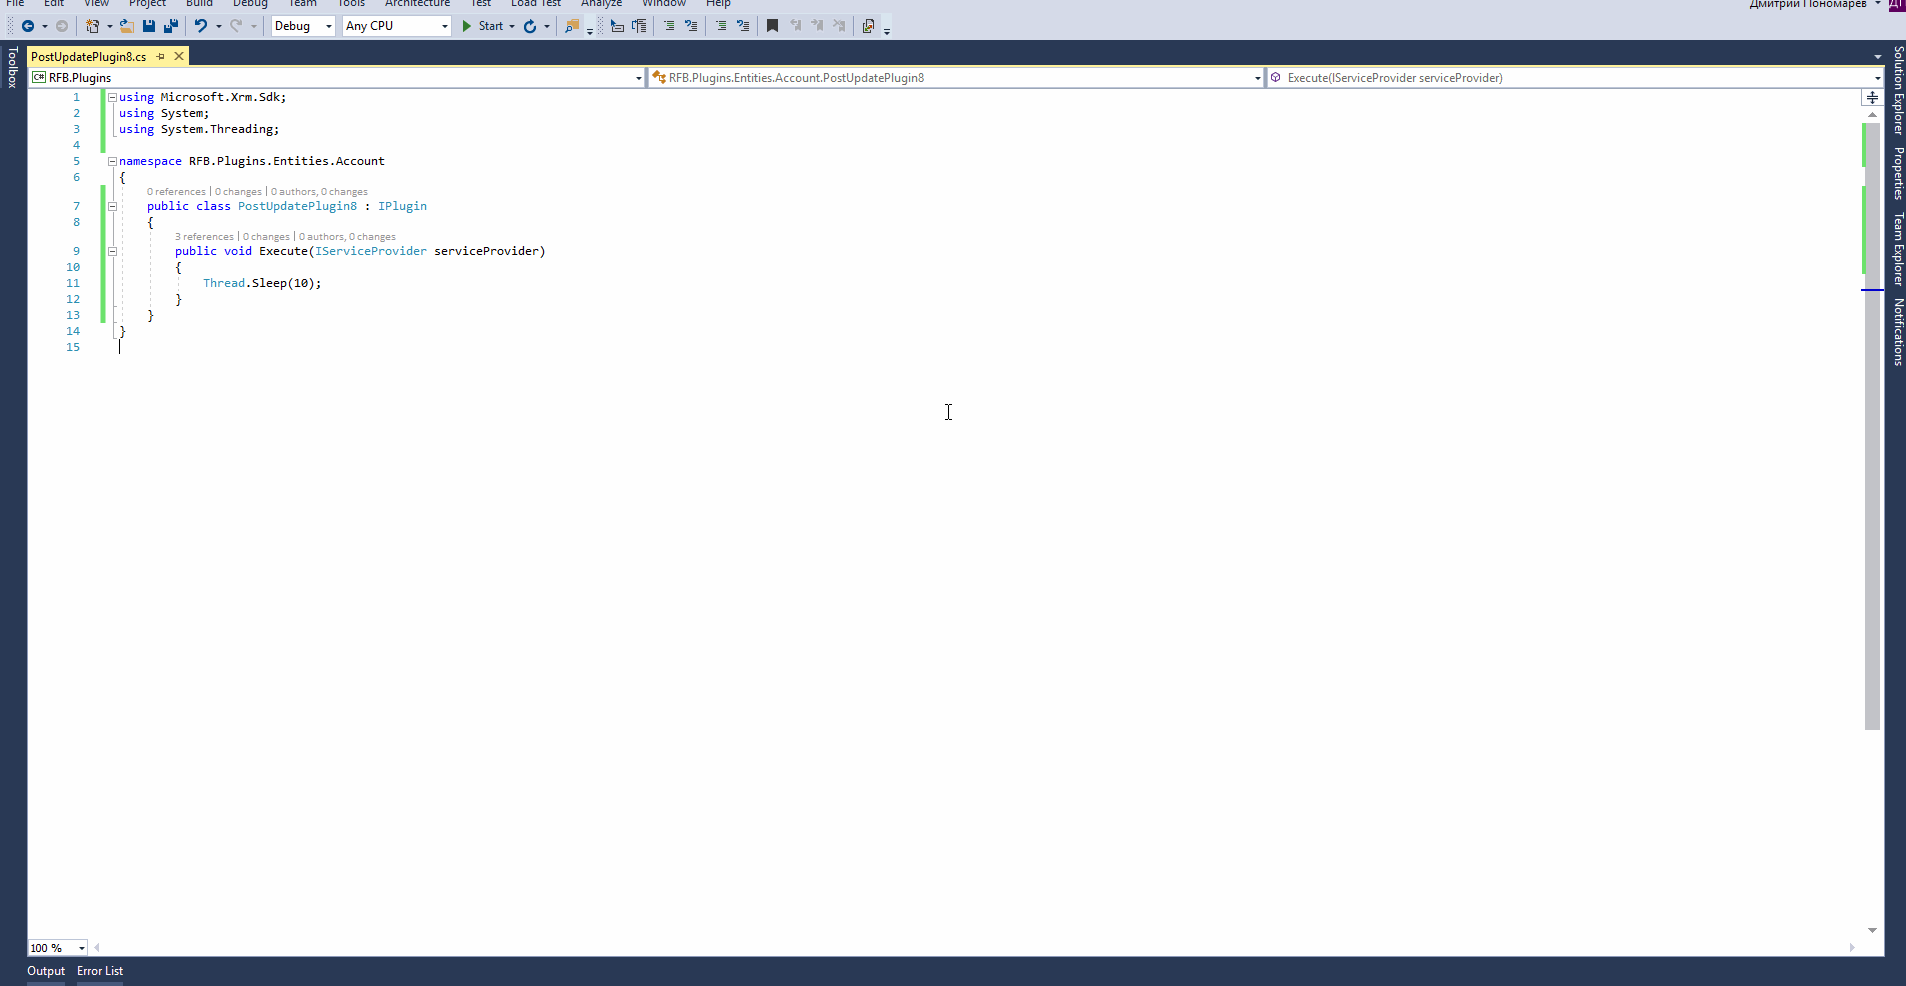 File Edit View Project Build Debug Team Tools Architecture Test Load Test Analyze Window Help Дмитрий Пономарев ДП
Debug Any CPU Start
Toolbox
PostUpdatePlugin8.cs
C# RFB.Plugins RFB.Plugins.Entities.Account.PostUpdatePlugin8 Execute(IServiceProvider serviceProvider)
1 using Microsoft.Xrm.Sdk;
2 using System;
3 using System.Threading;
4
5 namespace RFB.Plugins.Entities.Account
6 {
0 references | 0 changes | 0 authors, 0 changes
7 public class PostUpdatePlugin8 : IPlugin
8 {
3 references | 0 changes | 0 authors, 0 changes
9 public void Execute(IServiceProvider serviceProvider)
10 {
11 Thread.Sleep(10);
12 }
13 }
14 }
15
Solution Explorer
Properties
Team Explorer
Notifications
100 %
Output Error List